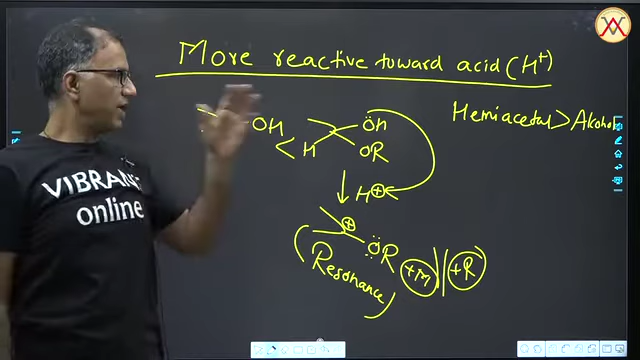 More reactive toward acid (H+)
Hemiacetal > Alcohol
OH < H ÖH
OR
H ⊕
⊕
ÖR
(Resonance) +M || +R
VIBRANT
online